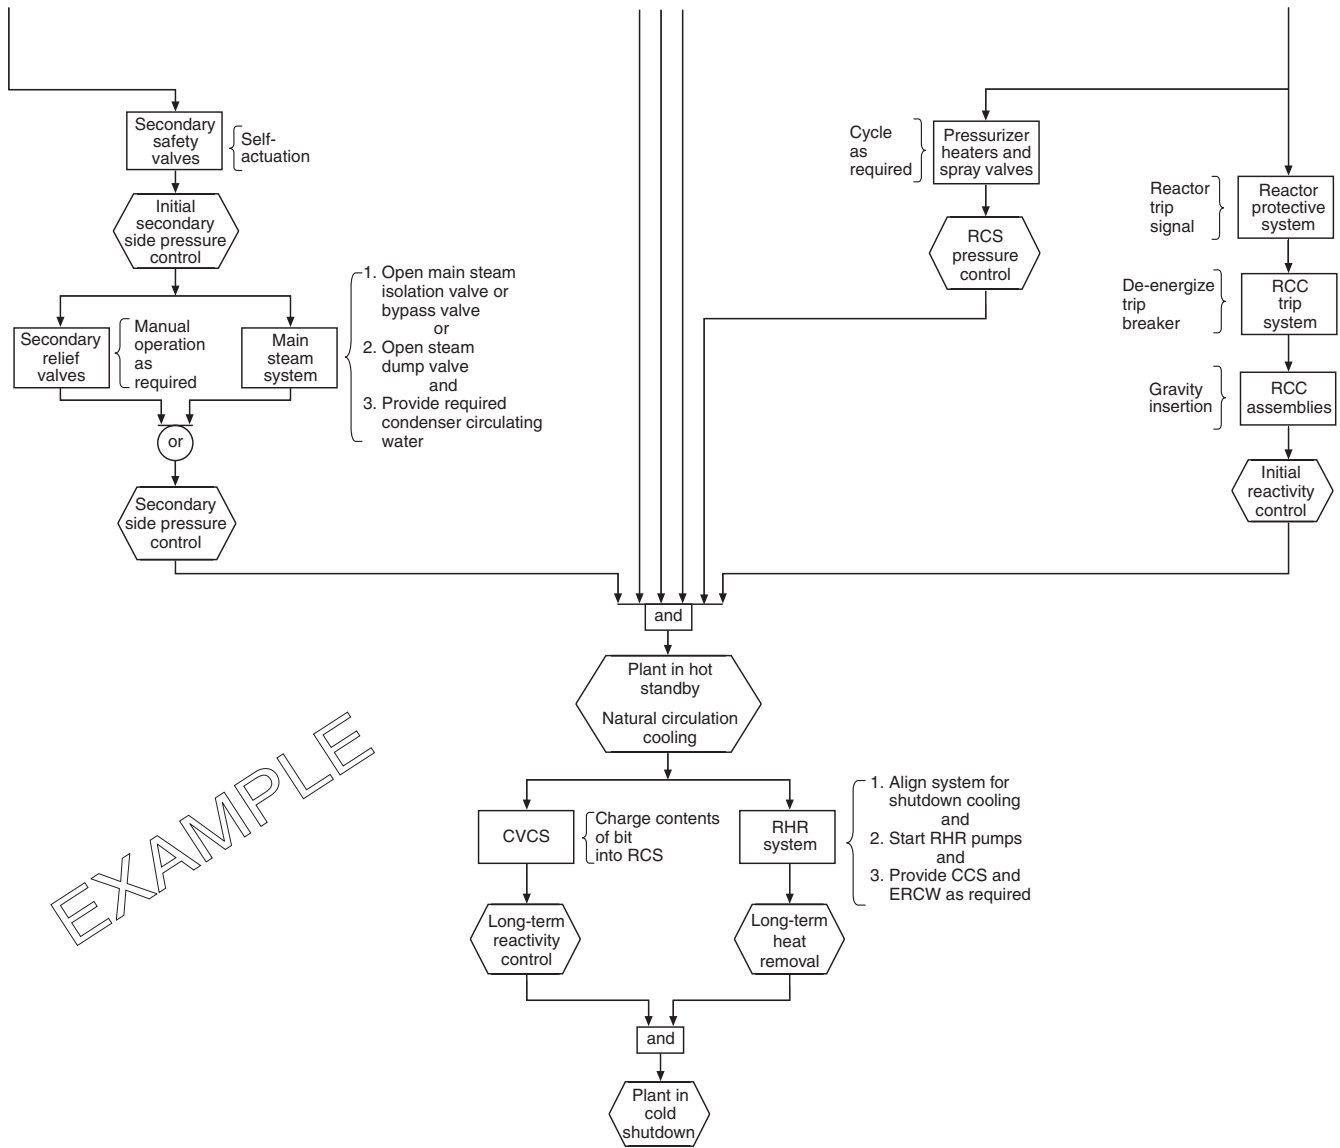 Secondary
safety
valves
Self-
actuation
Initial
secondary
side pressure
control
Secondary
relief
valves
Manual
operation
as
required
Main
steam
system
1. Open main steam
isolation valve or
bypass valve
or
2. Open steam
dump valve
and
3. Provide required
condenser circulating
water
or
Secondary
side pressure
control
Cycle
as
required
Pressurizer
heaters and
spray valves
RCS
pressure
control
Reactor
trip
signal
Reactor
protective
system
De-energize
trip
breaker
RCC
trip
system
Gravity
insertion
RCC
assemblies
Initial
reactivity
control
and
Plant in hot
standby
Natural circulation
cooling
CVCS
Charge contents
of bit
into RCS
RHR
system
1. Align system for
shutdown cooling
and
2. Start RHR pumps
and
3. Provide CCS and
ERCW as required
Long-term
reactivity
control
Long-term
heat
removal
and
Plant in
cold
shutdown
EXAMPLE